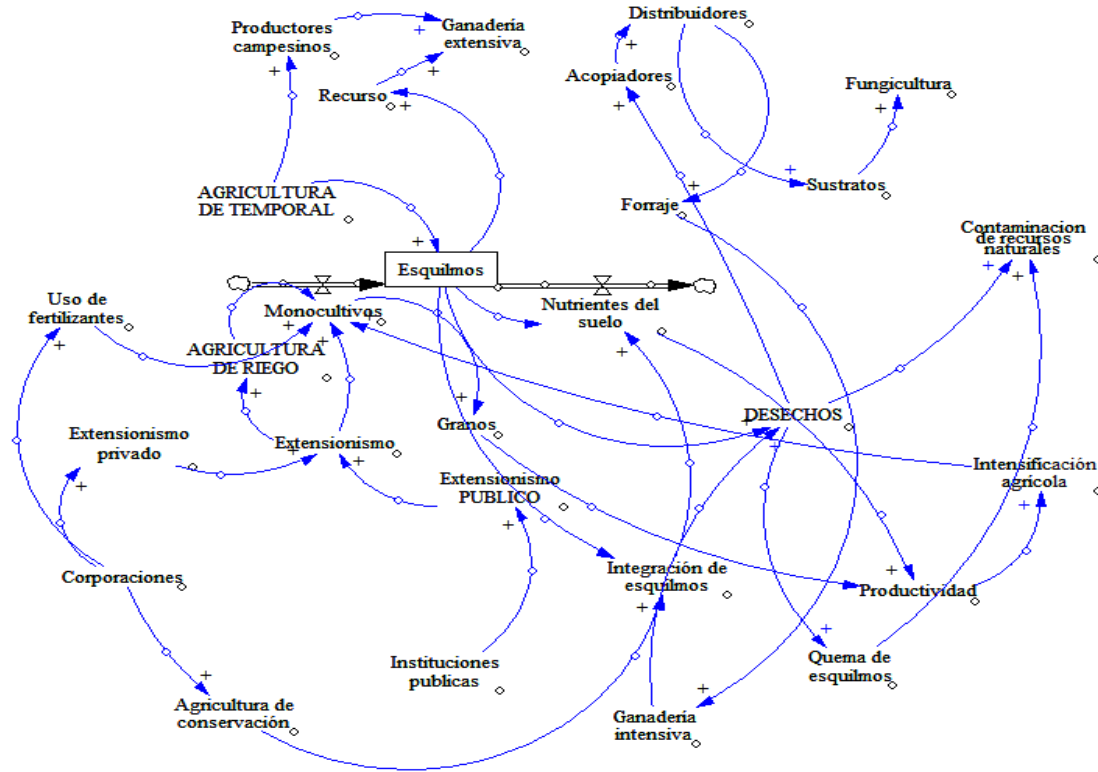 Distribuidores
Productores
campesinos
Ganadería
extensiva
+
+
+
+
Acopiadores
Fungicultura
Recurso
+
+
+
+
AGRICULTURA
DE TEMPORAL
+
+
Sustratos
Forraje
Contaminacion
de recursos
naturales
+
+
+
Esquilmos
Uso de
fertilizantes
+
Monocultivos
+
+
Nutrientes del
suelo
+
AGRICULTURA
DE RIEGO
+
+
Granos
+
DESECHOS
Extensionismo
privado
+
+
Extensionismo
+
Extensionismo
PUBLICO
+
Intensificación
agrícola
+
Corporaciones
+
Integración de
esquilmos
+
+
Productividad
+
+
Instituciones
publicas
+
Quema de
esquilmos
+
Agricultura de
conservación
+
Ganadería
intensiva